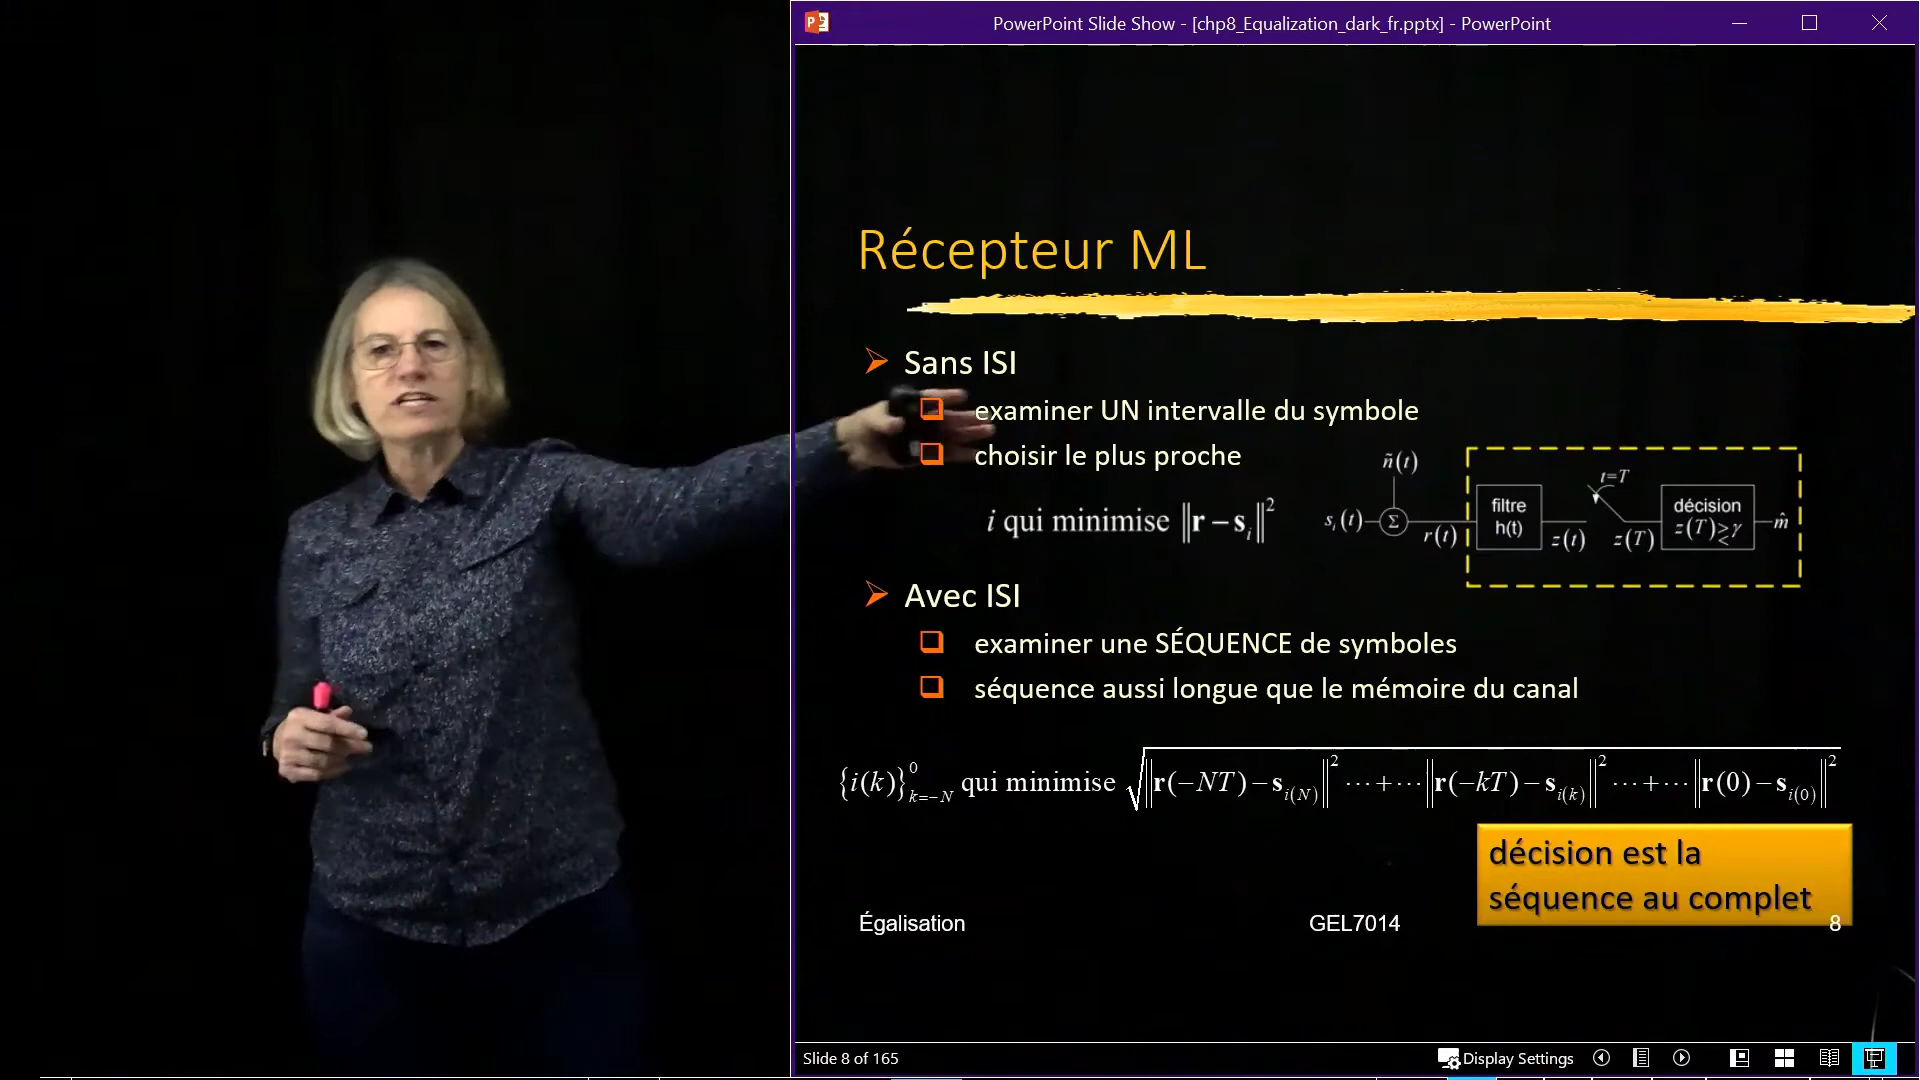 PowerPoint Slide Show - [chp8_Equalization_dark_fr.pptx] - PowerPoint
Récepteur ML
Sans ISI
examiner UN intervalle du symbole
choisir le plus proche
i qui minimise ‖r − s_i‖²
ñ(t)
s_i(t)
Σ
r(t)
filtre
h(t)
z(t)
t=T
z(T)
décision
z(T)≷γ
m̂
Avec ISI
examiner une SÉQUENCE de symboles
séquence aussi longue que le mémoire du canal
{i(k)}⁰_{k=−N} qui minimise √(‖r(−NT)−s_{i(N)}‖² ⋯+⋯‖r(−kT)−s_{i(k)}‖² ⋯+⋯‖r(0)−s_{i(0)}‖²)
décision est la
séquence au complet
Égalisation
GEL7014
8
Slide 8 of 165
Display Settings